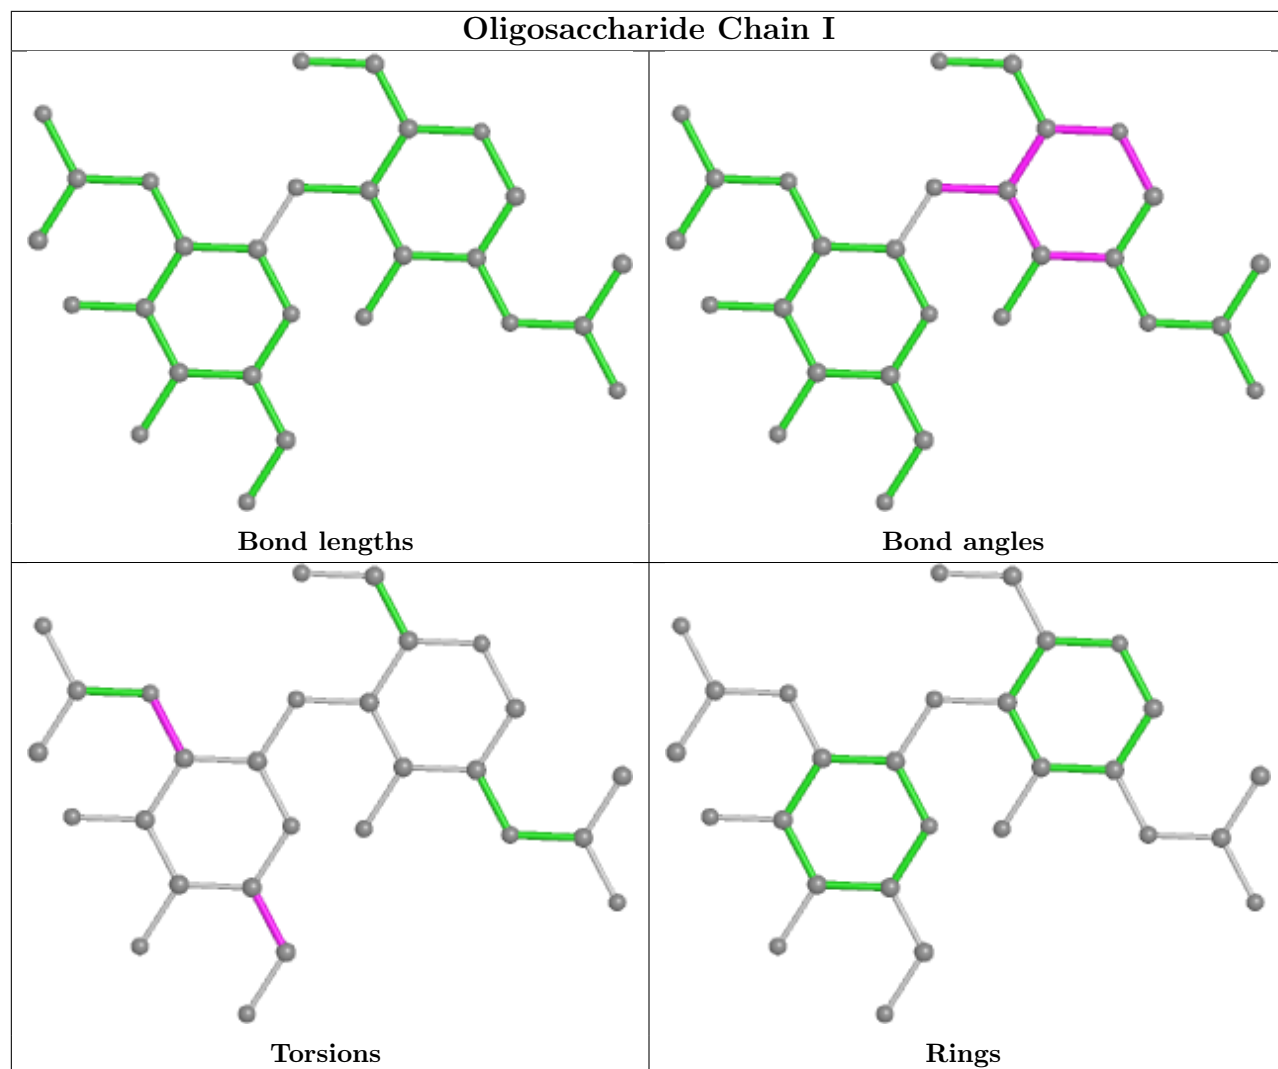 Oligosaccharide Chain I
Bond lengths
Bond angles
Torsions
Rings